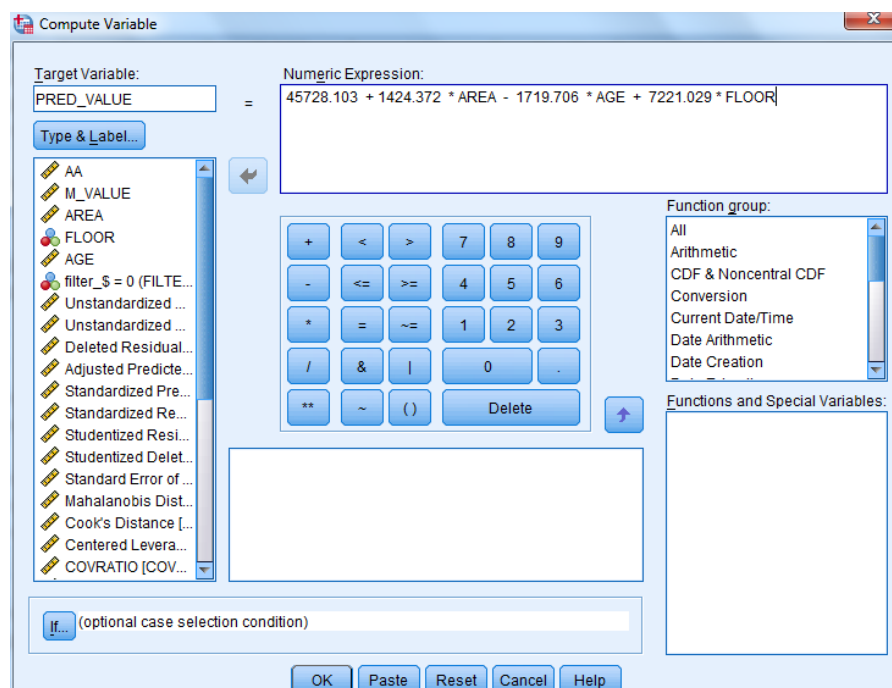 Compute Variable
Target Variable:
PRED_VALUE
=
Numeric Expression:
45728.103 + 1424.372 * AREA - 1719.706 * AGE + 7221.029 * FLOOR
Type & Label...
AA
M_VALUE
AREA
FLOOR
AGE
filter_$ = 0 (FILTE...
Unstandardized ...
Unstandardized ...
Deleted Residual...
Adjusted Predicte...
Standardized Pre...
Standardized Re...
Studentized Resi...
Studentized Delet...
Standard Error of ...
Mahalanobis Dist...
Cook's Distance [...
Centered Levera...
COVRATIO [COV...
+ < > 7 8 9
- <= >= 4 5 6
* = ~= 1 2 3
/ & | 0 .
** ~ ( ) Delete
Function group:
All
Arithmetic
CDF & Noncentral CDF
Conversion
Current Date/Time
Date Arithmetic
Date Creation
Functions and Special Variables:
If...
(optional case selection condition)
OK Paste Reset Cancel Help